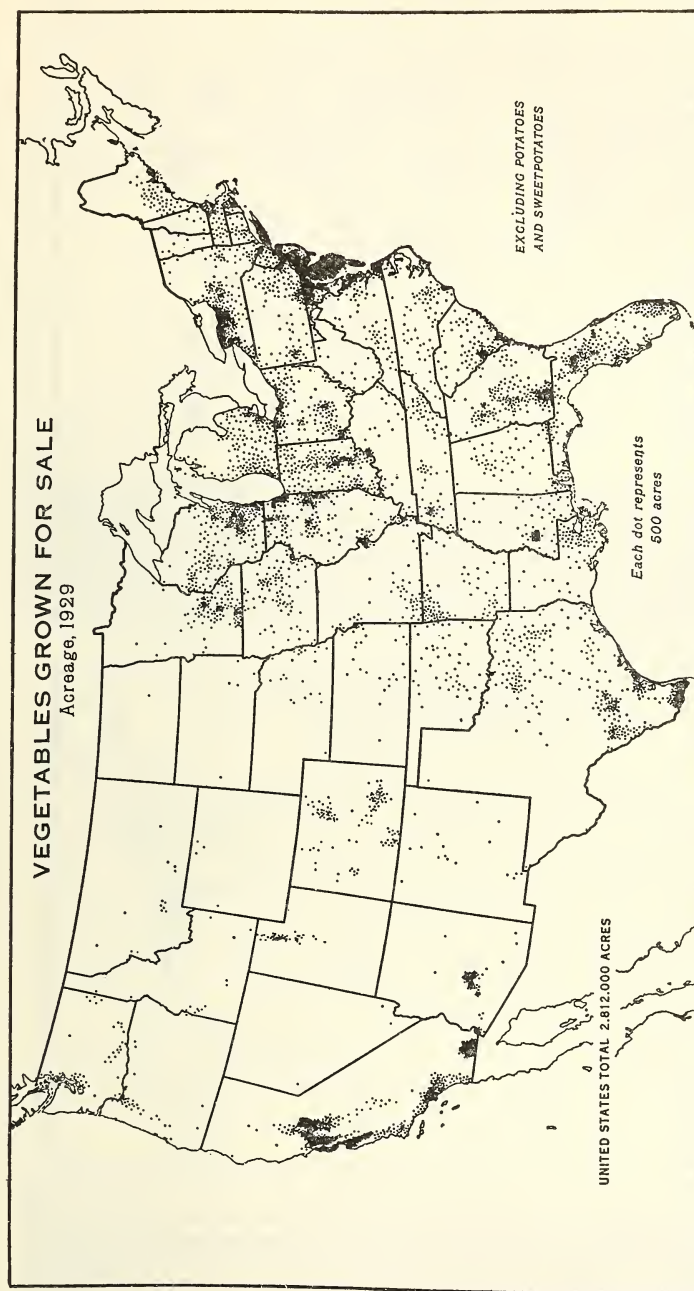 VEGETABLES GROWN FOR SALE
Acreage, 1929
EXCLUDING POTATOES
AND SWEETPOTATOES
Each dot represents
500 acres
UNITED STATES TOTAL 2,812,000 ACRES